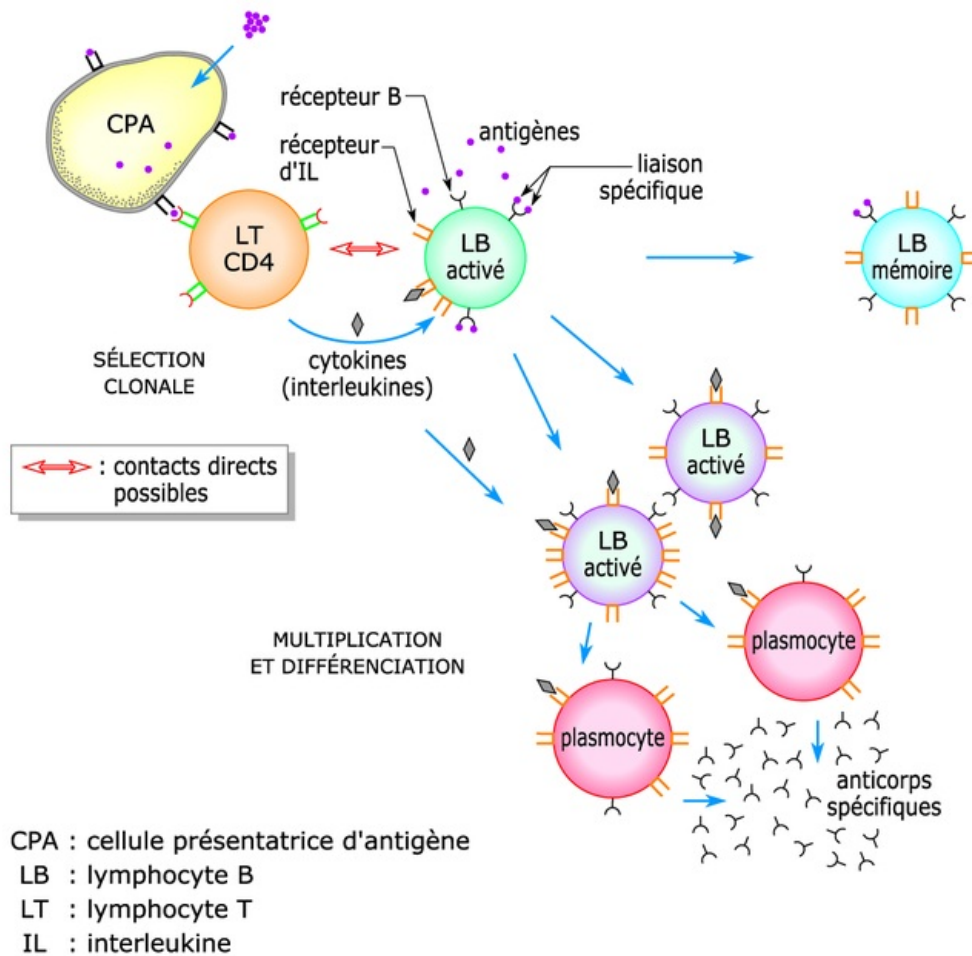 CPA
récepteur B
antigènes
récepteur
d'IL
liaison
spécifique
LT
CD4
LB
activé
LB
mémoire
SÉLECTION
CLONALE
cytokines
(interleukines)
: contacts directs
possibles
LB
activé
LB
activé
MULTIPLICATION
ET DIFFÉRENCIATION
plasmocyte
plasmocyte
anticorps
spécifiques
CPA : cellule présentatrice d'antigène
LB : lymphocyte B
LT : lymphocyte T
IL : interleukine